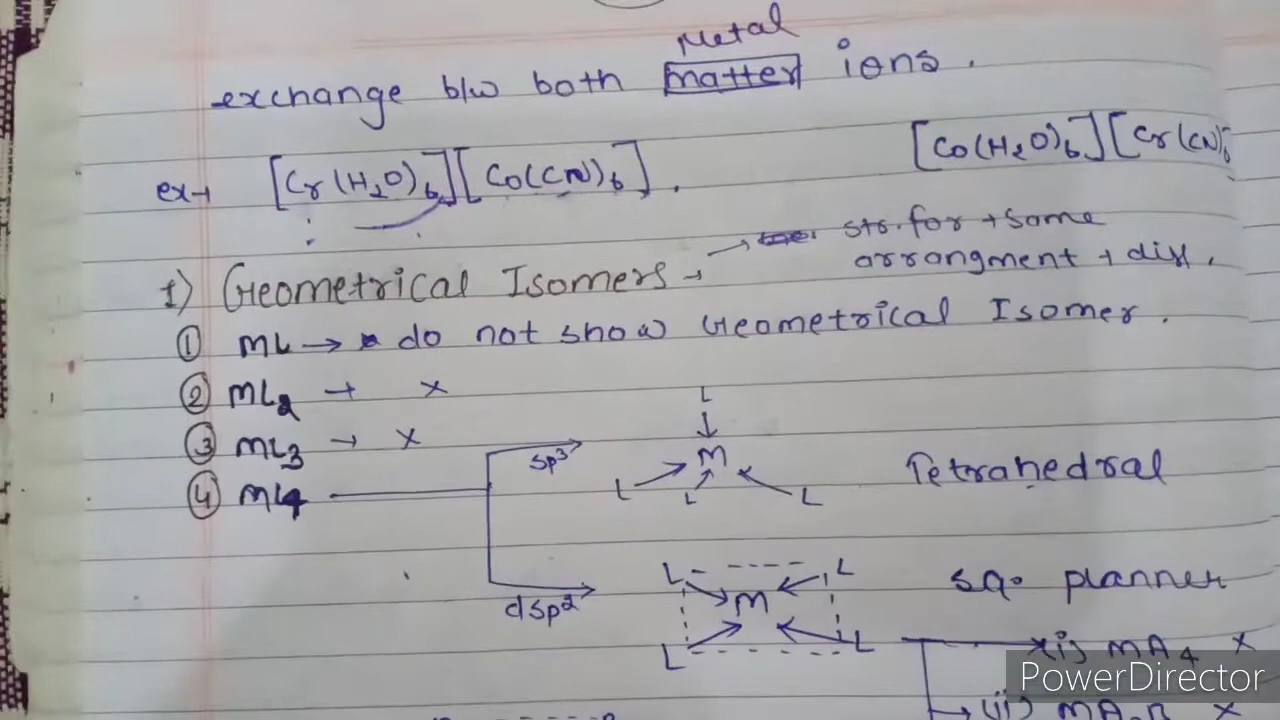 Metal
exchange b/w both matter ions.
ex→ [Cr(H₂O)₆][Co(CN)₆]. [Co(H₂O)₆][Cr(CN)₆
1) Geometrical Isomers → → str. for + same
arrangment + diff.
① ML → do not show Geometrical Isomer.
② ML₂ → ×
③ ML₃ → ×
④ ML₄
sp³
L
M
L L L
Tetrahedral
dsp²
L L
M
L L
sq. planner
(i) MA₄ ×
(ii) MA₃B ×
PowerDirector